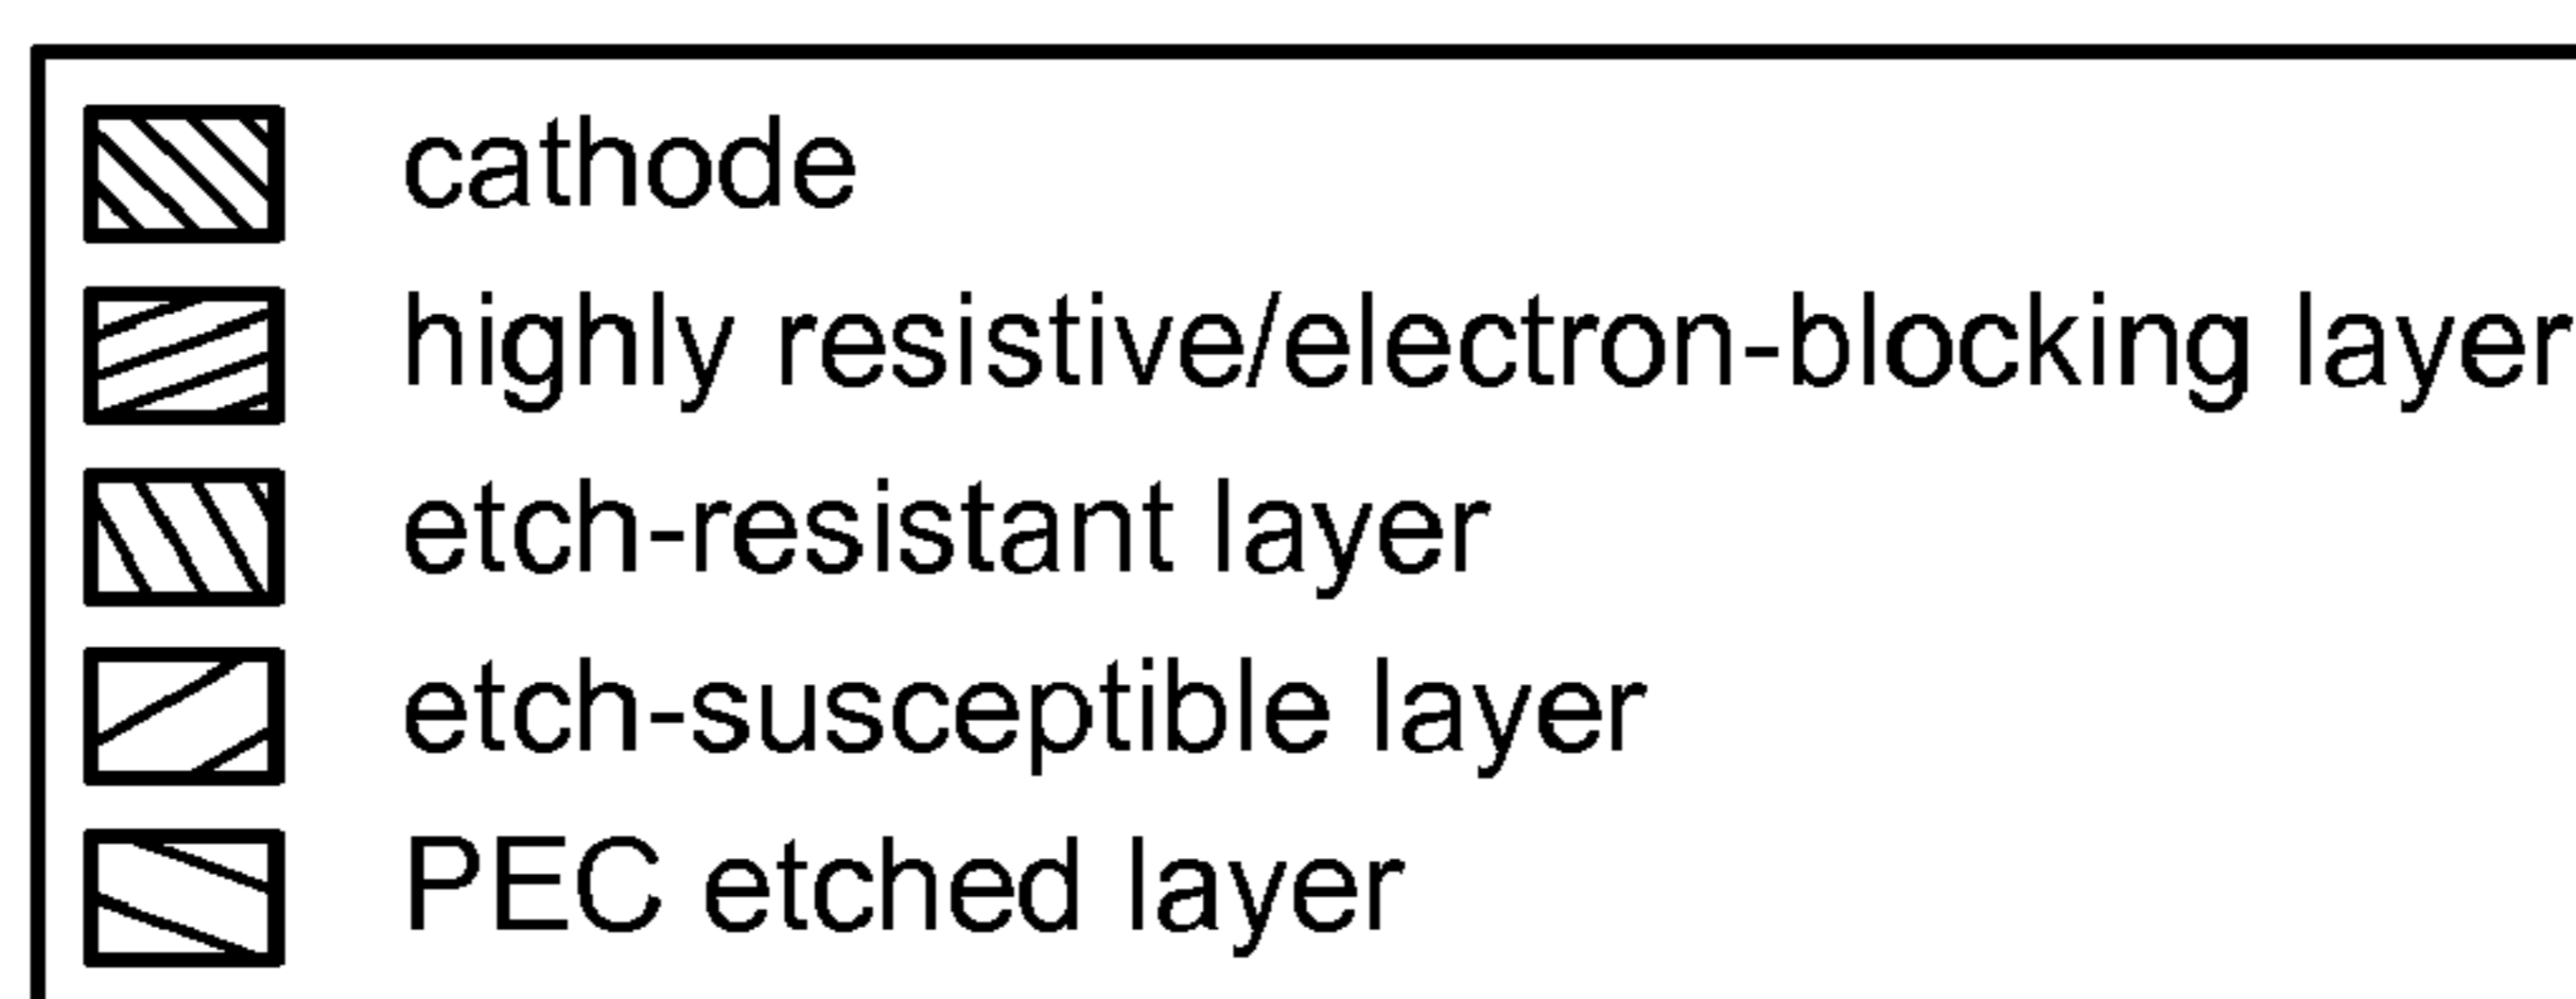 cathode
highly resistive/electron-blocking layer
etch-resistant layer
etch-susceptible layer
PEC etched layer